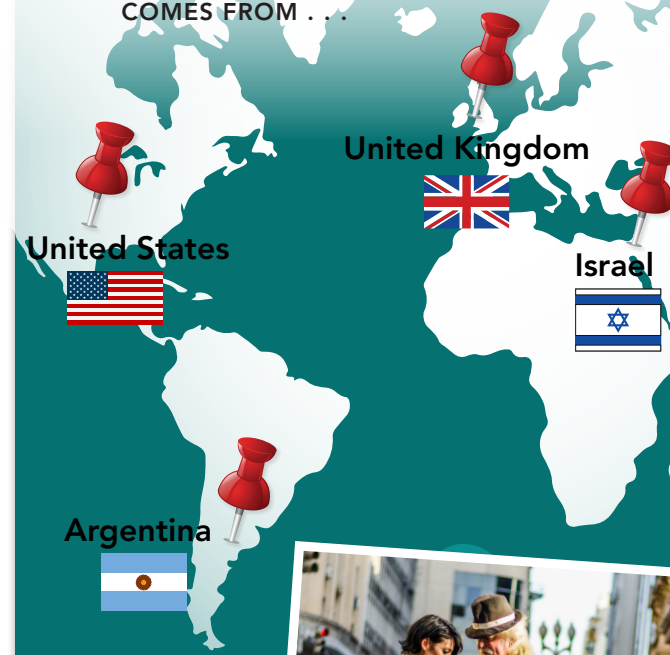 COMES FROM . . .
United Kingdom
United States
Israel
Argentina